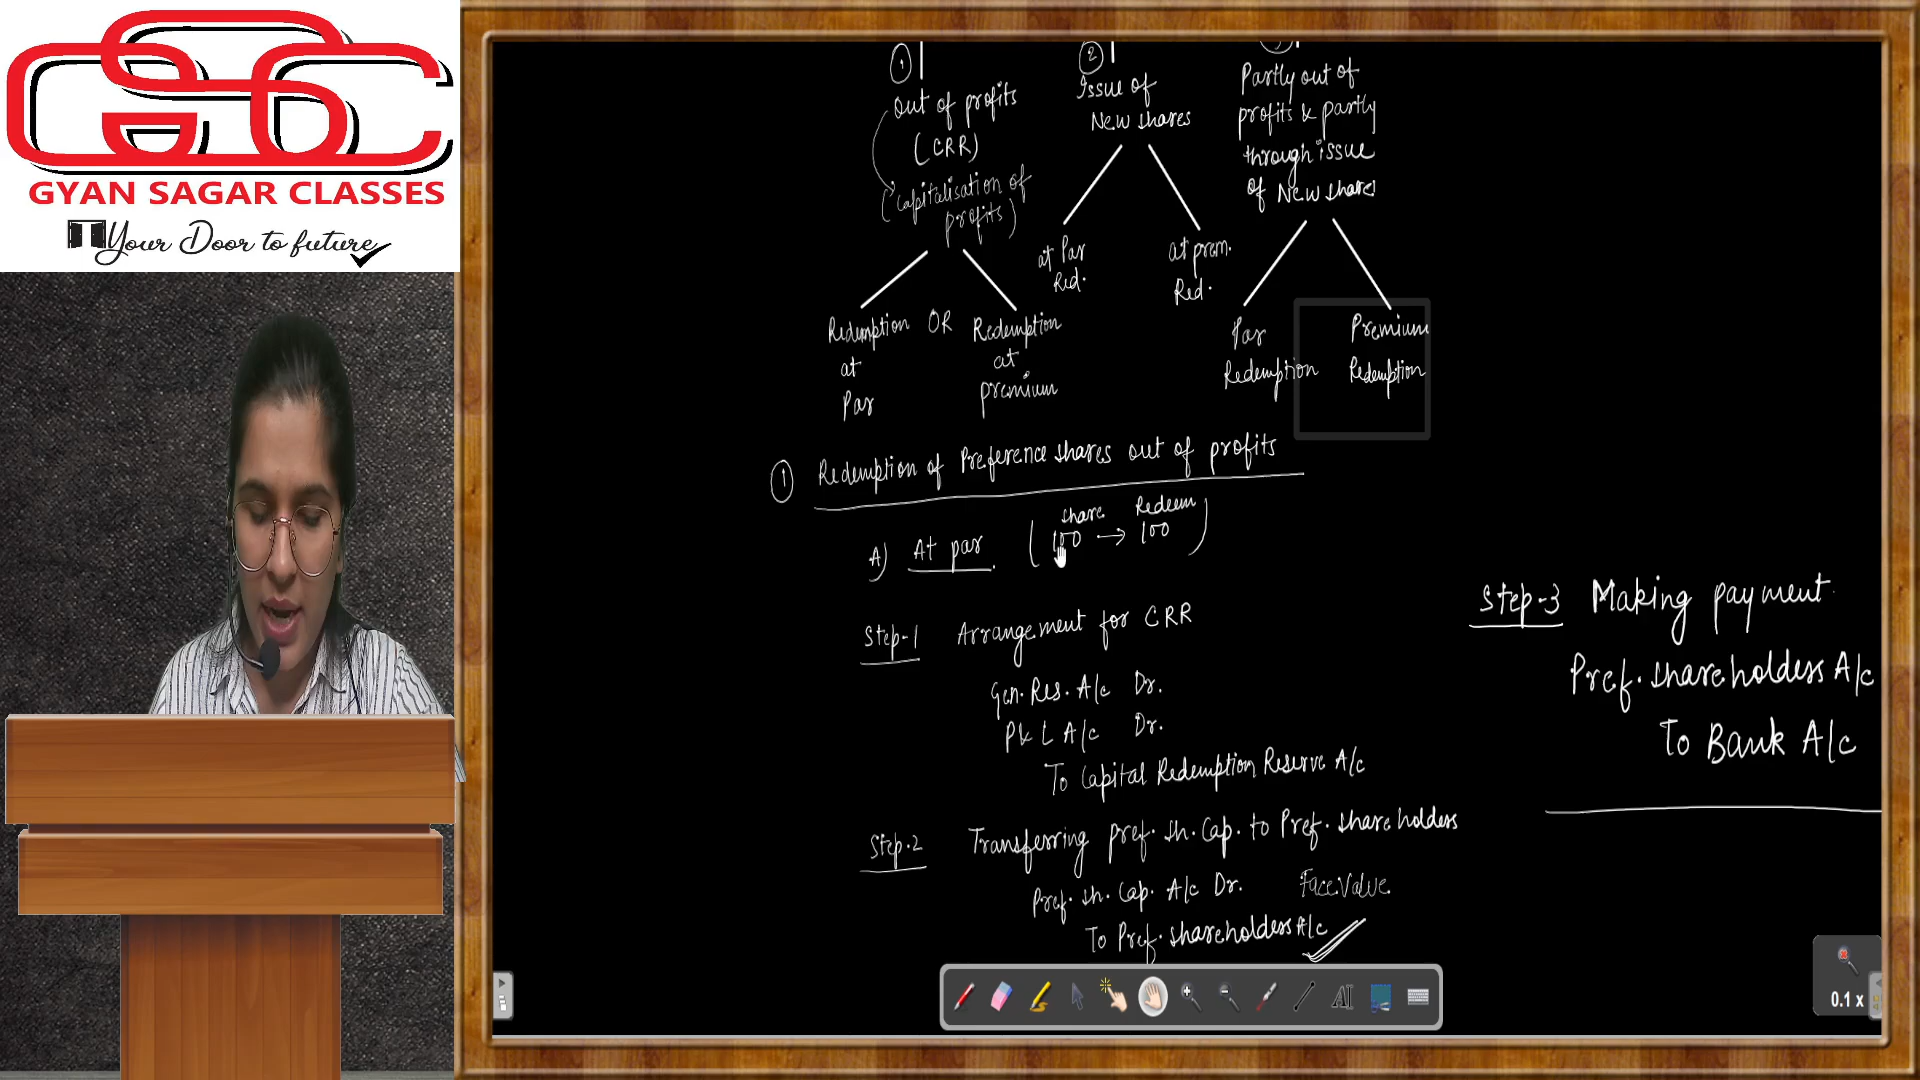 GSC
GYAN SAGAR CLASSES
Your Door to future
1
Out of profits
(CRR)
(Capitalisation of
profits)
Redemption
at
Par
OR
Redemption
at
premium
2
Issue of
New shares
at Par
Red.
at prem.
Red.
Partly out of
profits & partly
through issue
of New shares
Par
Redemption
Premium
Redemption
1 Redemption of Preference shares out of profits
A) At par. (share 100 → Redeem 100)
Step-1 Arrangement for CRR
Gen. Res. A/c Dr.
P&L A/c Dr.
To Capital Redemption Reserve A/c
Step-2 Transferring pref. sh. Cap. to Pref. shareholders
Pref. sh. Cap. A/c Dr. Face Value
To Pref. shareholders A/c
Step-3 Making payment
Pref. shareholders A/c
To Bank A/c
0.1 x